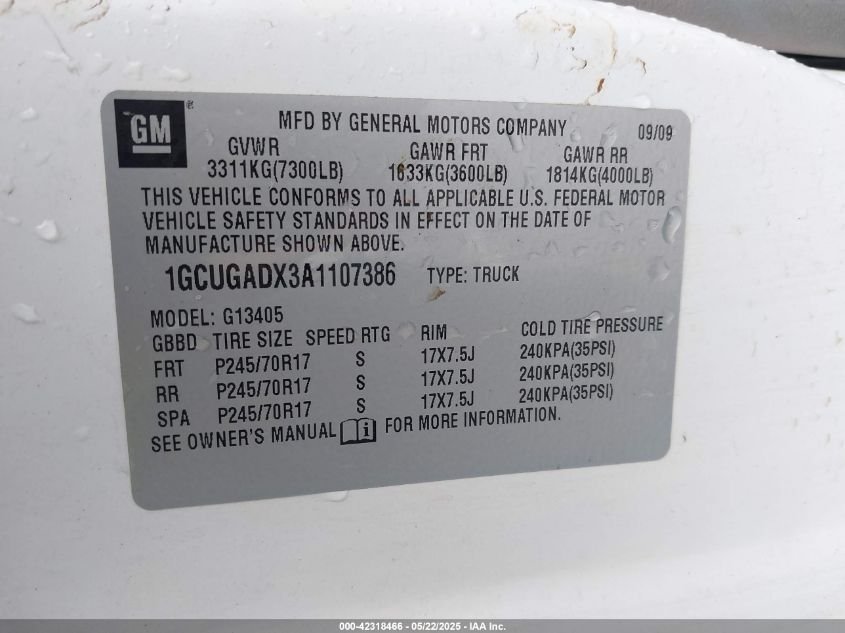 GM ®
MFD BY GENERAL MOTORS COMPANY 09/09
GVWR GAWR FRT GAWR RR
3311KG(7300LB) 1633KG(3600LB) 1814KG(4000LB)
THIS VEHICLE CONFORMS TO ALL APPLICABLE U.S. FEDERAL MOTOR
VEHICLE SAFETY STANDARDS IN EFFECT ON THE DATE OF
MANUFACTURE SHOWN ABOVE.
1GCUGADX3A1107386 TYPE: TRUCK
MODEL: G13405
GBBD TIRE SIZE SPEED RTG RIM COLD TIRE PRESSURE
FRT P245/70R17 S 17X7.5J 240KPA(35PSI)
RR P245/70R17 S 17X7.5J 240KPA(35PSI)
SPA P245/70R17 S 17X7.5J 240KPA(35PSI)
SEE OWNER'S MANUAL i FOR MORE INFORMATION.
000-42318466 - 05/22/2025 - IAA Inc.